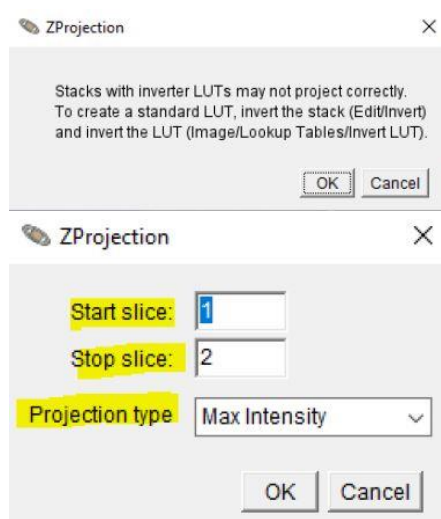 ZProjection
Stacks with inverter LUTs may not project correctly.
To create a standard LUT, invert the stack (Edit/Invert)
and invert the LUT (Image/Lookup Tables/Invert LUT).
OK Cancel
ZProjection
Start slice: 1
Stop slice: 2
Projection type Max Intensity
OK Cancel